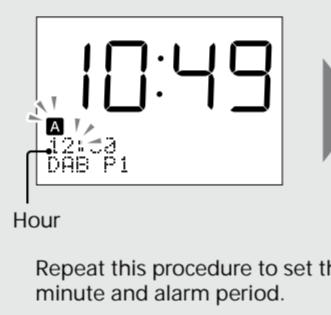 10:49
A
12:00
DAB P1
Hour
Repeat this procedure to set th
minute and alarm period.